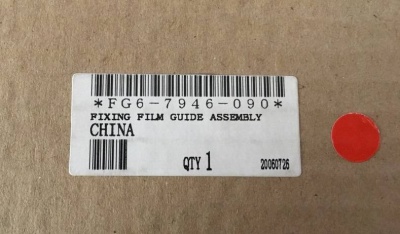 *FG6-7946-090*
FIXING FILM GUIDE ASSEMBLY
CHINA
QTY 1 20060726